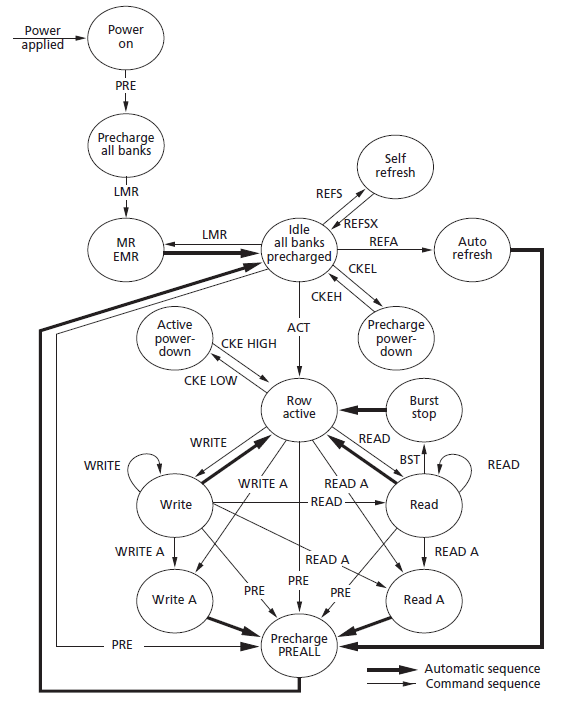 Power
applied
Power
on
PRE
Precharge
all banks
LMR
MR
EMR
LMR
Idle
all banks
precharged
REFS
REFSX
Self
refresh
REFA
Auto
refresh
CKEL
CKEH
Precharge
power-
down
ACT
Active
power-
down
CKE HIGH
CKE LOW
Row
active
Burst
stop
WRITE
READ
BST
WRITE
READ
WRITE A
READ A
Write
READ
Read
WRITE A
READ A
READ A
Write A
PRE
PRE
PRE
Read A
PRE
Precharge
PREALL
Automatic sequence
Command sequence